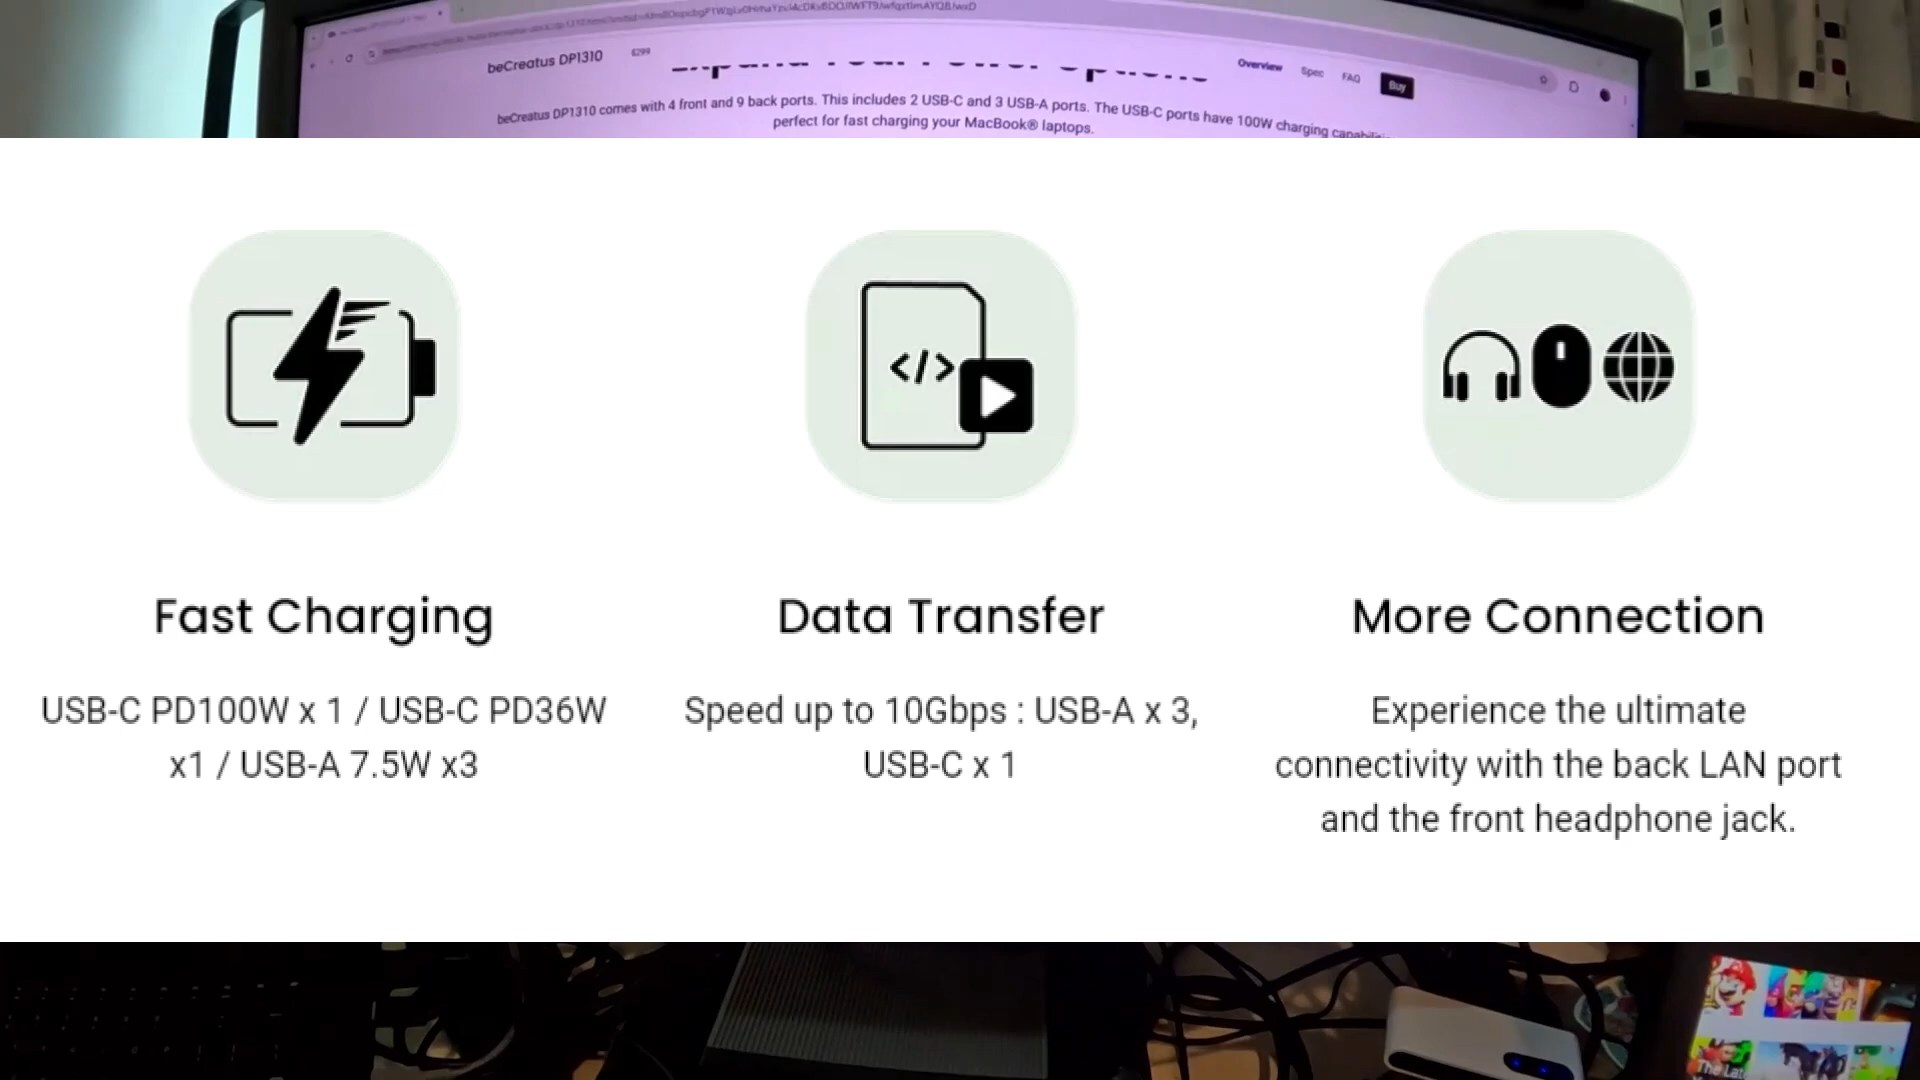 beCreatus DP1310
$299
Overview
Spec
FAQ
Buy
beCreatus DP1310 comes with 4 front and 9 back ports. This includes 2 USB-C and 3 USB-A ports. The USB-C ports have 100W charging
perfect for fast charging your MacBook® laptops.
</>
Fast Charging
USB-C PD100W x 1 / USB-C PD36W
x1 / USB-A 7.5W x3
Data Transfer
Speed up to 10Gbps : USB-A x 3,
USB-C x 1
More Connection
Experience the ultimate
connectivity with the back LAN port
and the front headphone jack.
The